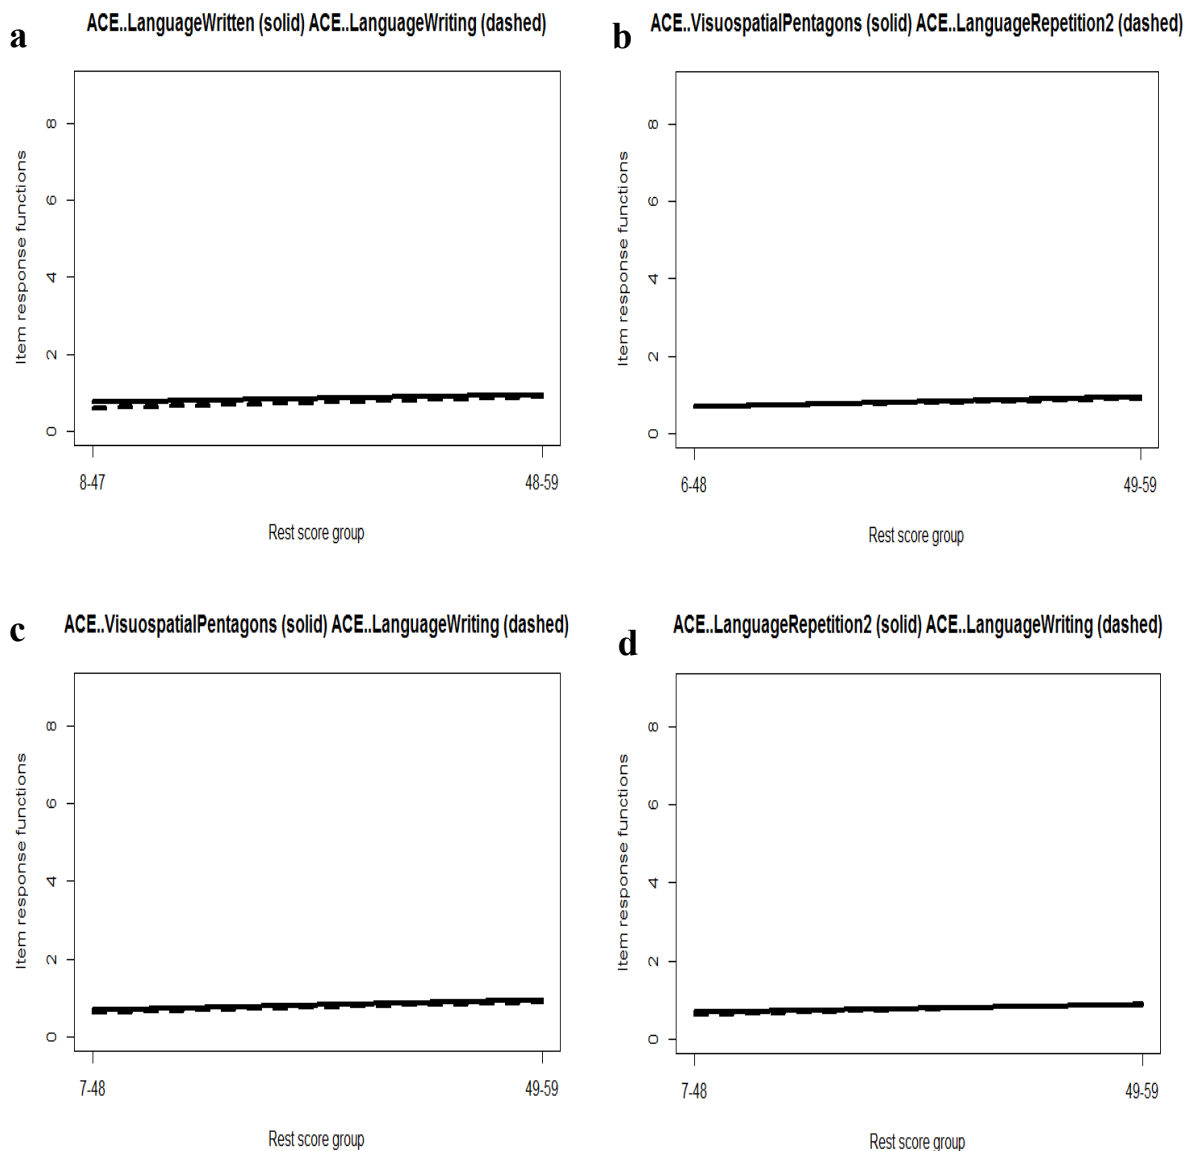 a
ACE..LanguageWritten (solid) ACE..LanguageWriting (dashed)
Item response functions
8
6
4
2
0
8-47
48-59
Rest score group
b
ACE..VisuospatialPentagons (solid) ACE..LanguageRepetition2 (dashed)
Item response functions
8
6
4
2
0
6-48
49-59
Rest score group
c
ACE..VisuospatialPentagons (solid) ACE..LanguageWriting (dashed)
Item response functions
8
6
4
2
0
7-48
49-59
Rest score group
d
ACE..LanguageRepetition2 (solid) ACE..LanguageWriting (dashed)
Item response functions
8
6
4
2
0
7-48
49-59
Rest score group